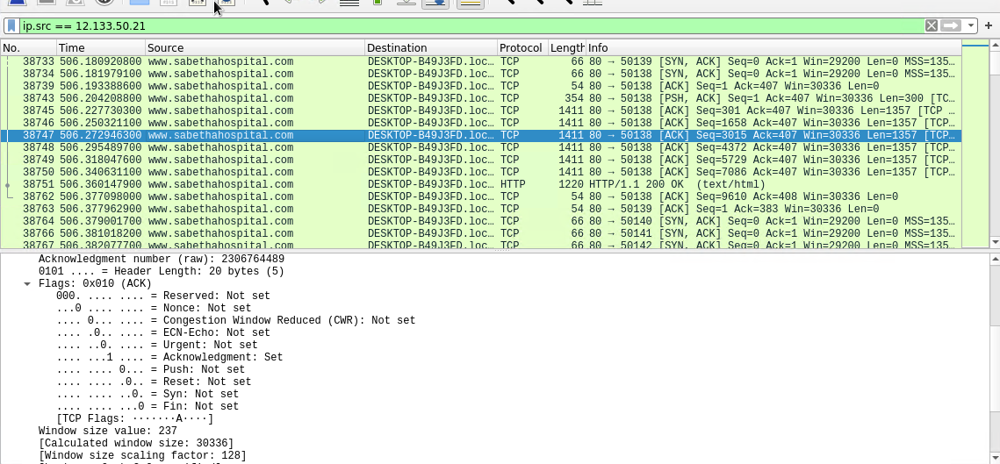 ip.src == 12.133.50.21
No. Time Source Destination Protocol Length Info
38733 506.180920800 www.sabethahospital.com DESKTOP-B49J3FD.loc… TCP 66 80 → 50139 [SYN, ACK] Seq=0 Ack=1 Win=29200 Len=0 MSS=135…
38734 506.181979100 www.sabethahospital.com DESKTOP-B49J3FD.loc… TCP 66 80 → 50138 [SYN, ACK] Seq=0 Ack=1 Win=29200 Len=0 MSS=135…
38739 506.193388600 www.sabethahospital.com DESKTOP-B49J3FD.loc… TCP 54 80 → 50138 [ACK] Seq=1 Ack=407 Win=30336 Len=0
38743 506.204208800 www.sabethahospital.com DESKTOP-B49J3FD.loc… TCP 354 80 → 50138 [PSH, ACK] Seq=1 Ack=407 Win=30336 Len=300 [TC…
38745 506.227730300 www.sabethahospital.com DESKTOP-B49J3FD.loc… TCP 1411 80 → 50138 [ACK] Seq=301 Ack=407 Win=30336 Len=1357 [TCP …
38746 506.250321100 www.sabethahospital.com DESKTOP-B49J3FD.loc… TCP 1411 80 → 50138 [ACK] Seq=1658 Ack=407 Win=30336 Len=1357 [TCP…
38747 506.272946300 www.sabethahospital.com DESKTOP-B49J3FD.loc… TCP 1411 80 → 50138 [ACK] Seq=3015 Ack=407 Win=30336 Len=1357 [TCP…
38748 506.295489700 www.sabethahospital.com DESKTOP-B49J3FD.loc… TCP 1411 80 → 50138 [ACK] Seq=4372 Ack=407 Win=30336 Len=1357 [TCP…
38749 506.318047600 www.sabethahospital.com DESKTOP-B49J3FD.loc… TCP 1411 80 → 50138 [ACK] Seq=5729 Ack=407 Win=30336 Len=1357 [TCP…
38750 506.340631100 www.sabethahospital.com DESKTOP-B49J3FD.loc… TCP 1411 80 → 50138 [ACK] Seq=7086 Ack=407 Win=30336 Len=1357 [TCP…
38751 506.360147900 www.sabethahospital.com DESKTOP-B49J3FD.loc… HTTP 1220 HTTP/1.1 200 OK (text/html)
38762 506.377098000 www.sabethahospital.com DESKTOP-B49J3FD.loc… TCP 54 80 → 50138 [ACK] Seq=9610 Ack=408 Win=30336 Len=0
38763 506.377962900 www.sabethahospital.com DESKTOP-B49J3FD.loc… TCP 54 80 → 50139 [ACK] Seq=1 Ack=383 Win=30336 Len=0
38764 506.379001700 www.sabethahospital.com DESKTOP-B49J3FD.loc… TCP 66 80 → 50140 [SYN, ACK] Seq=0 Ack=1 Win=29200 Len=0 MSS=135…
38766 506.381018200 www.sabethahospital.com DESKTOP-B49J3FD.loc… TCP 66 80 → 50141 [SYN, ACK] Seq=0 Ack=1 Win=29200 Len=0 MSS=135…
38767 506.382077700 www.sabethahospital.com DESKTOP-B49J3FD.loc… TCP 66 80 → 50142 [SYN, ACK] Seq=0 Ack=1 Win=29200 Len=0 MSS=135…
Acknowledgment number (raw): 2306764489
0101 .... = Header Length: 20 bytes (5)
Flags: 0x010 (ACK)
000. .... .... = Reserved: Not set
...0 .... .... = Nonce: Not set
.... 0... .... = Congestion Window Reduced (CWR): Not set
.... .0.. .... = ECN-Echo: Not set
.... ..0. .... = Urgent: Not set
.... ...1 .... = Acknowledgment: Set
.... .... 0... = Push: Not set
.... .... .0.. = Reset: Not set
.... .... ..0. = Syn: Not set
.... .... ...0 = Fin: Not set
[TCP Flags: ·······A····]
Window size value: 237
[Calculated window size: 30336]
[Window size scaling factor: 128]